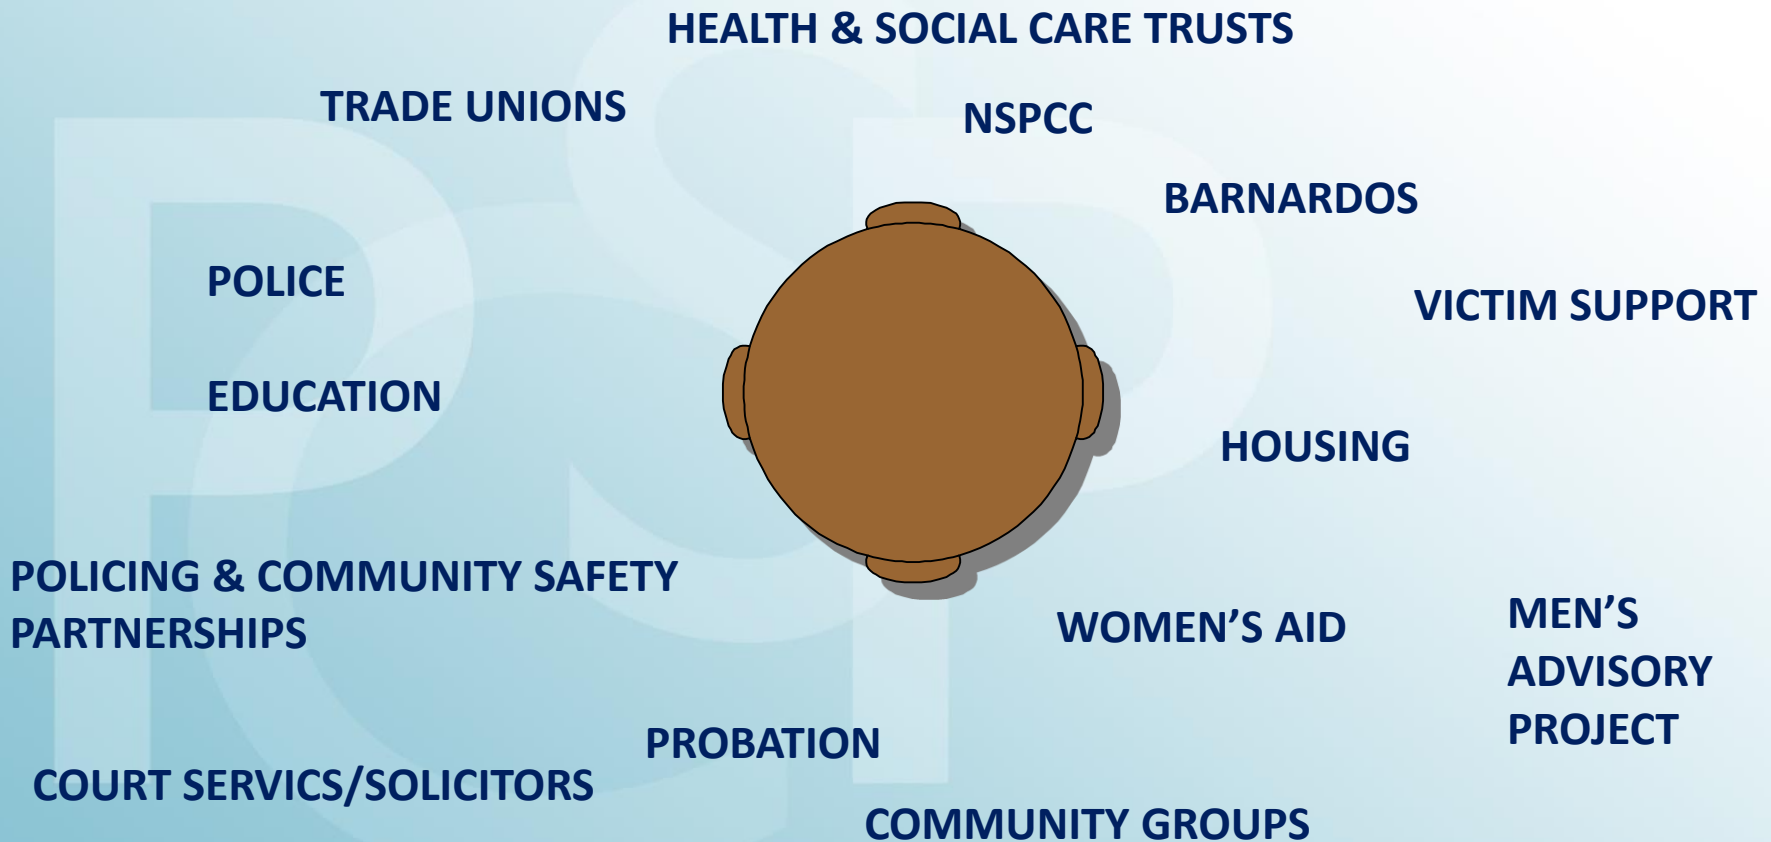 HEALTH & SOCIAL CARE TRUSTS
TRADE UNIONS
NSPCC
BARNARDOS
POLICE
VICTIM SUPPORT
EDUCATION
HOUSING
POLICING & COMMUNITY SAFETY
PARTNERSHIPS
WOMEN’S AID
MEN’S
ADVISORY
PROJECT
PROBATION
COURT SERVICS/SOLICITORS
COMMUNITY GROUPS
PCSP